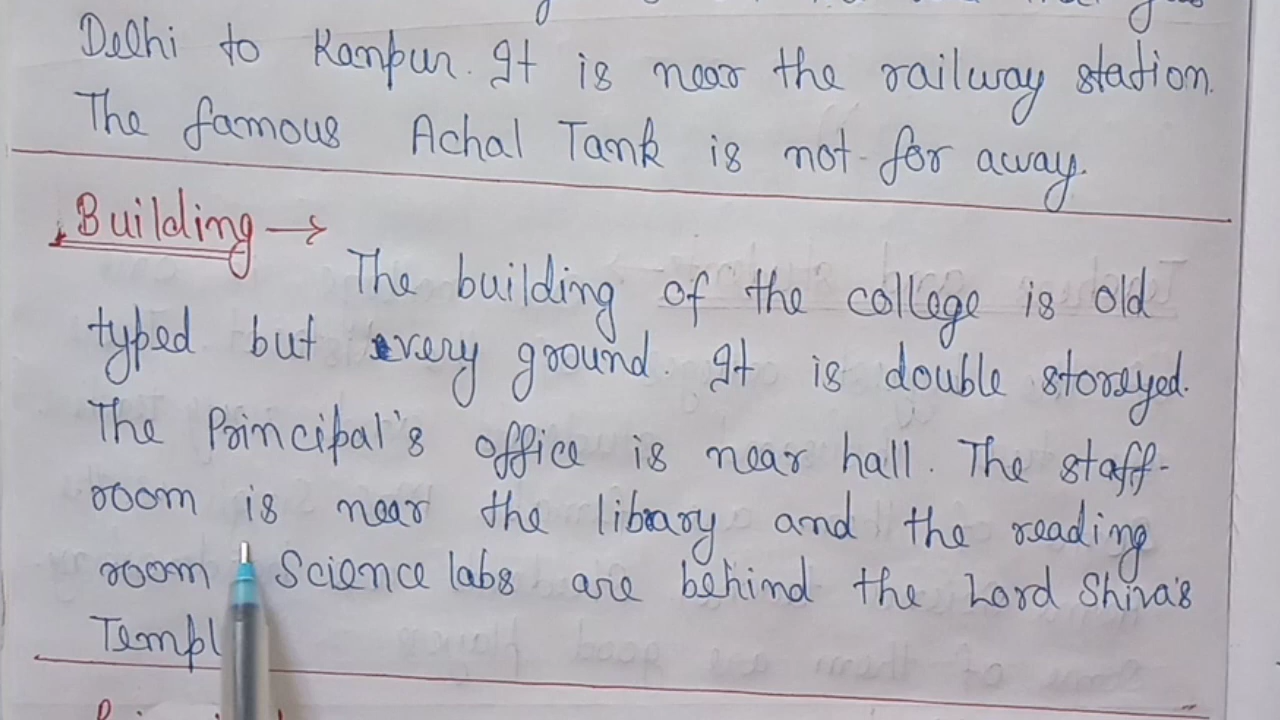 Delhi to Kanpur. It is near the railway station.
The famous Achal Tank is not for away.
Building →
The building of the college is old
typed but every ground. It is double storeyed.
The Principal's office is near hall. The staff-
room is near the library and the reading
room Science labs are behind the Lord Shiva's
Templ